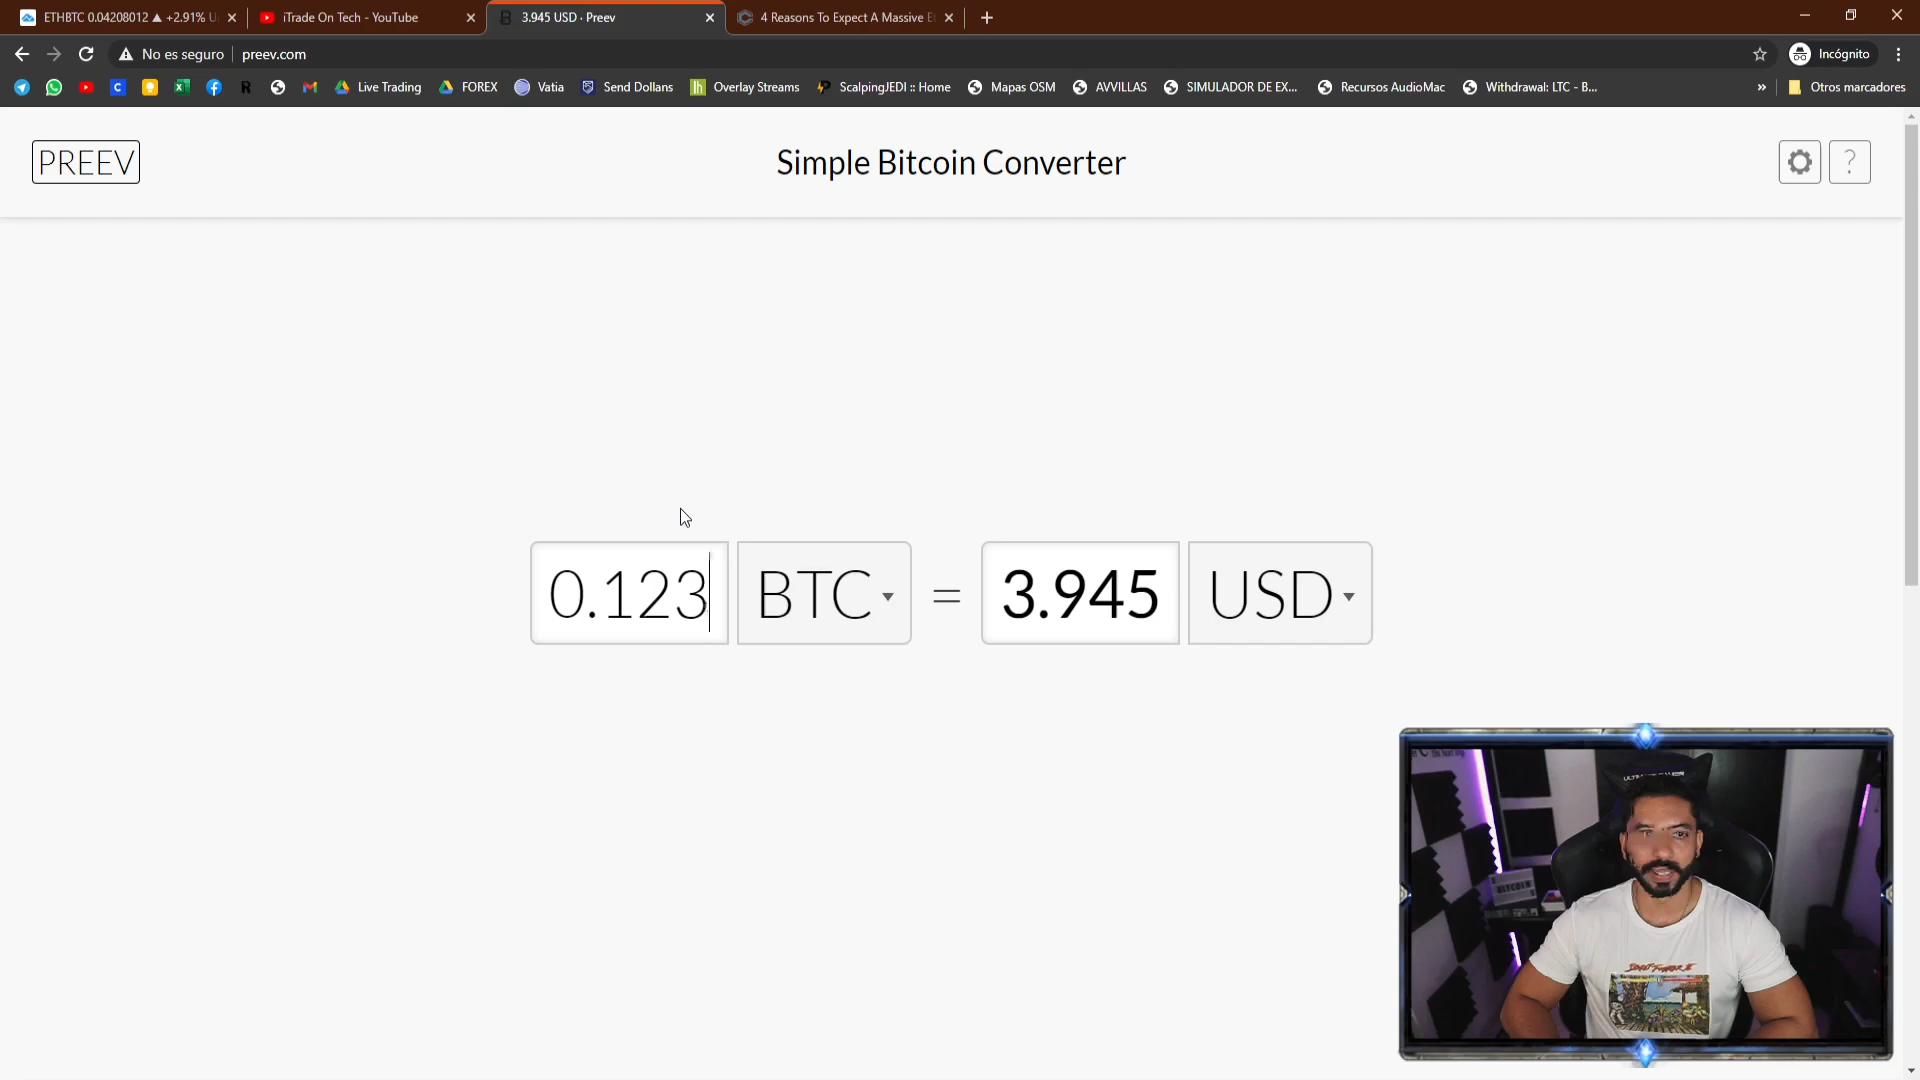 ETHBTC 0.04208012 ▲ +2.91% U
iTrade On Tech - YouTube
3.945 USD · Preev
4 Reasons To Expect A Massive E
No es seguro
preev.com
Incógnito
Live Trading
FOREX
Vatia
Send Dollans
Overlay Streams
ScalpingJEDI :: Home
Mapas OSM
AVVILLAS
SIMULADOR DE EX...
Recursos AudioMac
Withdrawal: LTC - B...
»
Otros marcadores
PREEV
Simple Bitcoin Converter
?
0.123 BTC = 3.945 USD
BITCOIN